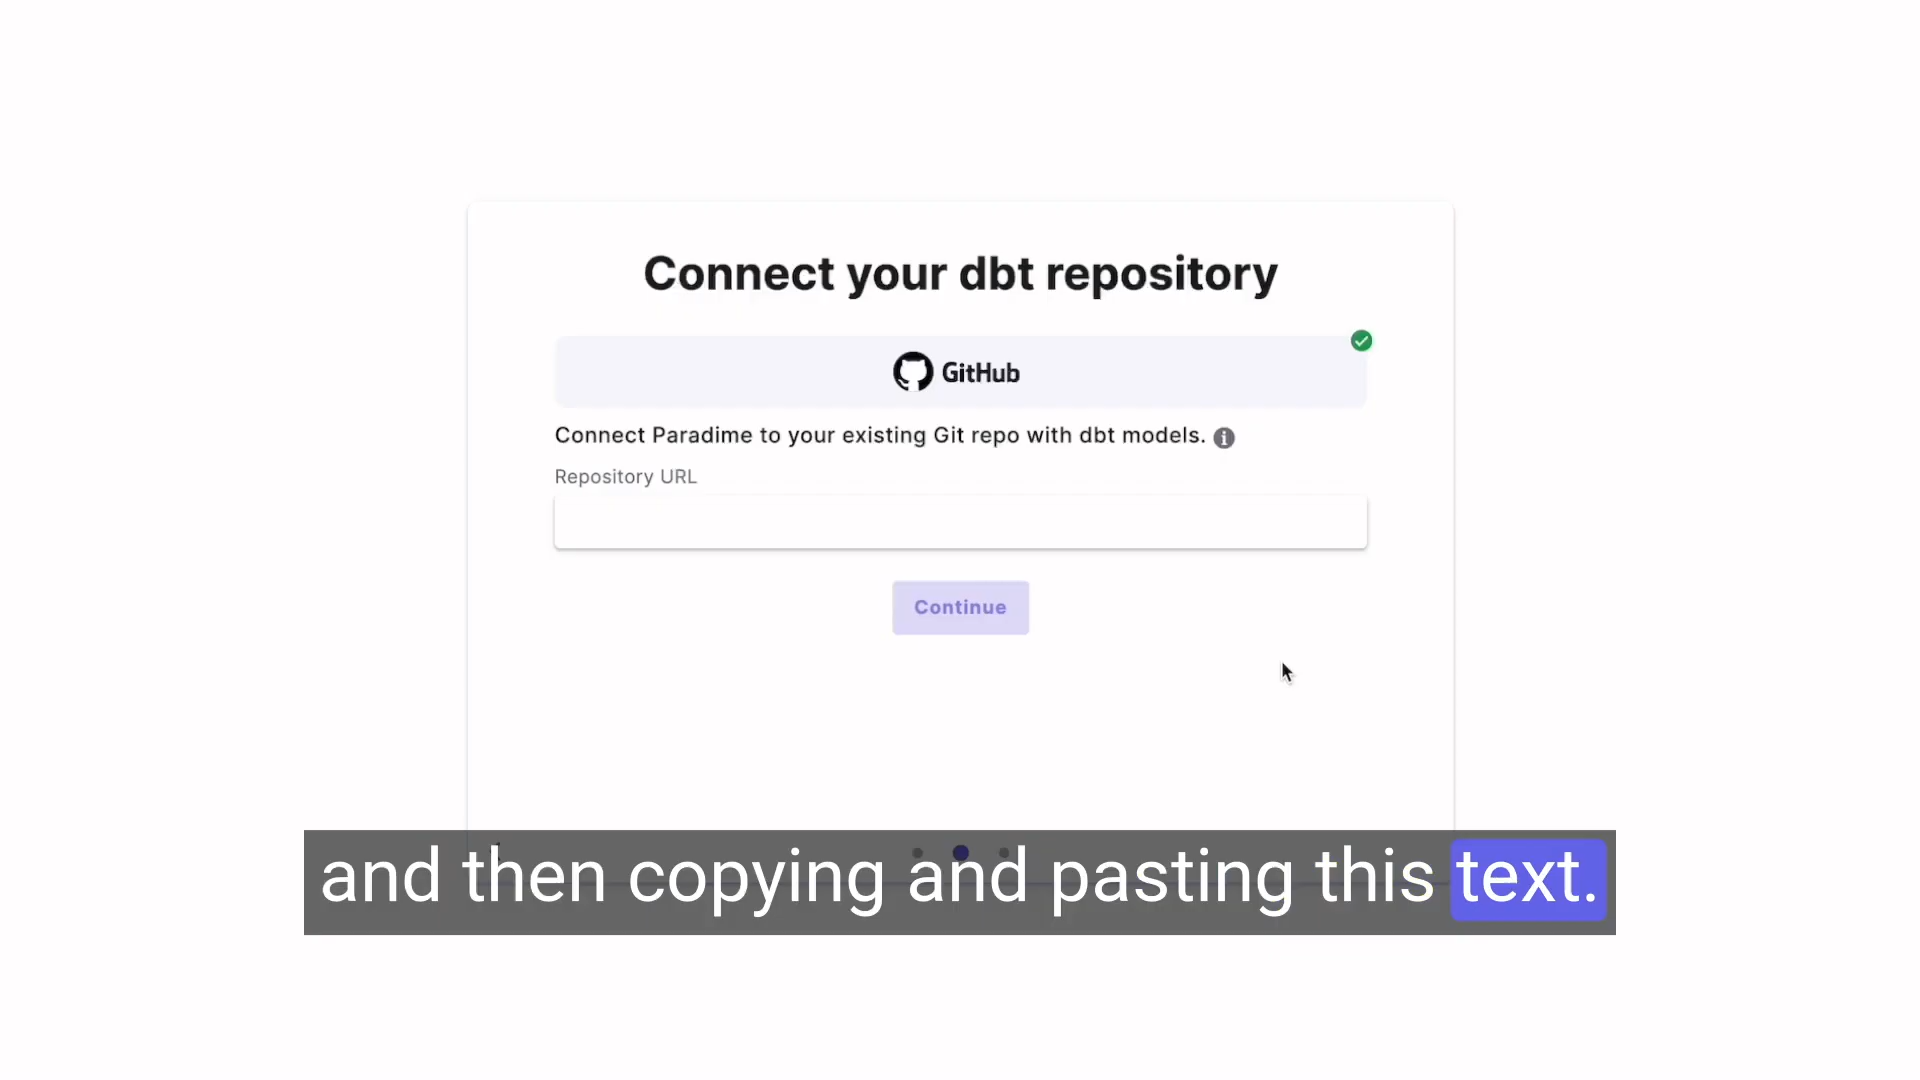 Connect your dbt repository
GitHub
Connect Paradime to your existing Git repo with dbt models.
Repository URL
Continue
and then copying and pasting this text.